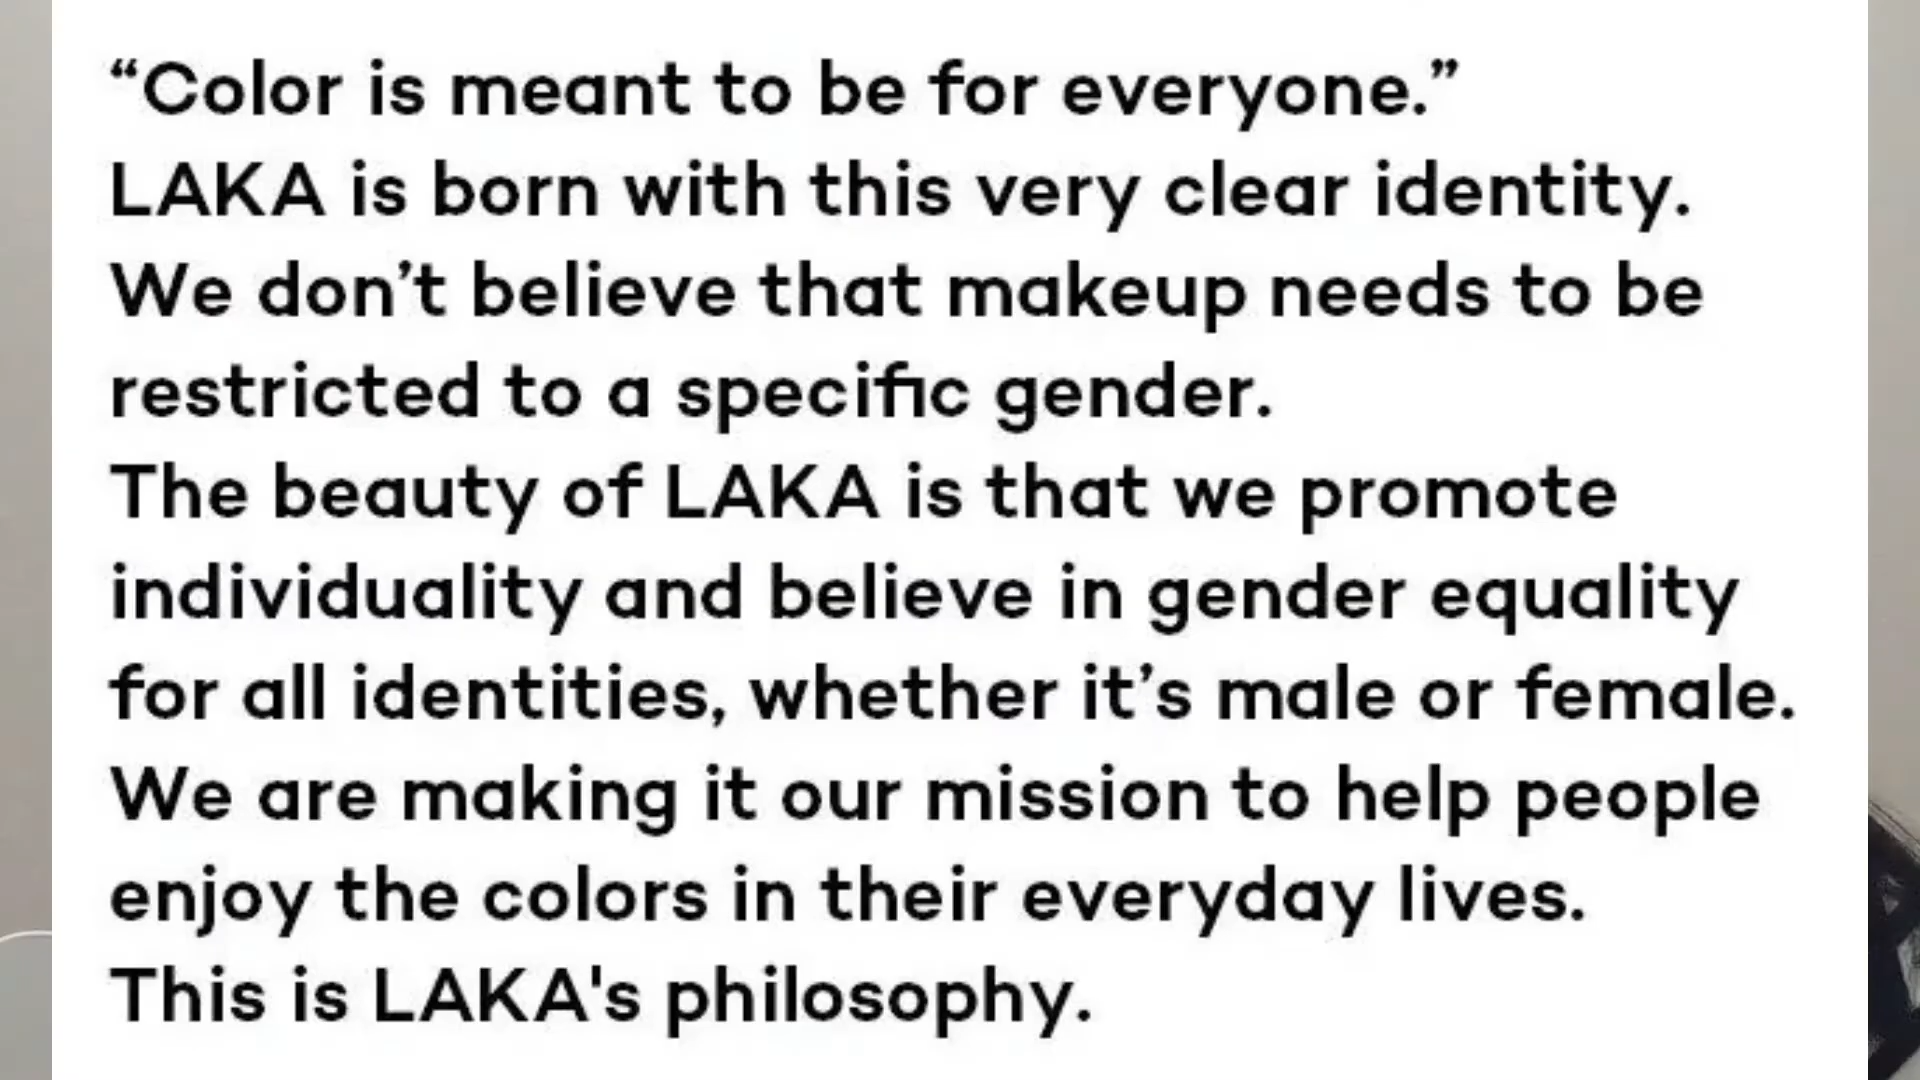 “Color is meant to be for everyone.”
LAKA is born with this very clear identity.
We don’t believe that makeup needs to be
restricted to a specific gender.
The beauty of LAKA is that we promote
individuality and believe in gender equality
for all identities, whether it’s male or female.
We are making it our mission to help people
enjoy the colors in their everyday lives.
This is LAKA's philosophy.